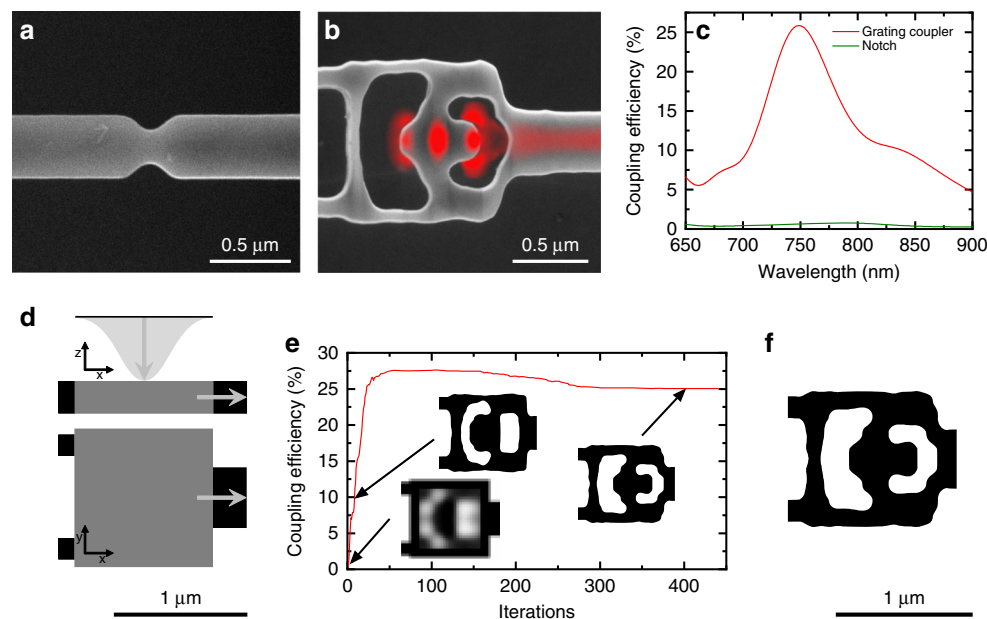 a
0.5 μm
b
0.5 μm
c
Coupling efficiency (%)
25
20
15
10
5
0
Grating coupler
Notch
650 700 750 800 850 900
Wavelength (nm)
d
z
x
y
x
1 μm
e
Coupling efficiency (%)
30
25
20
15
10
5
0
0 100 200 300 400
Iterations
f
1 μm